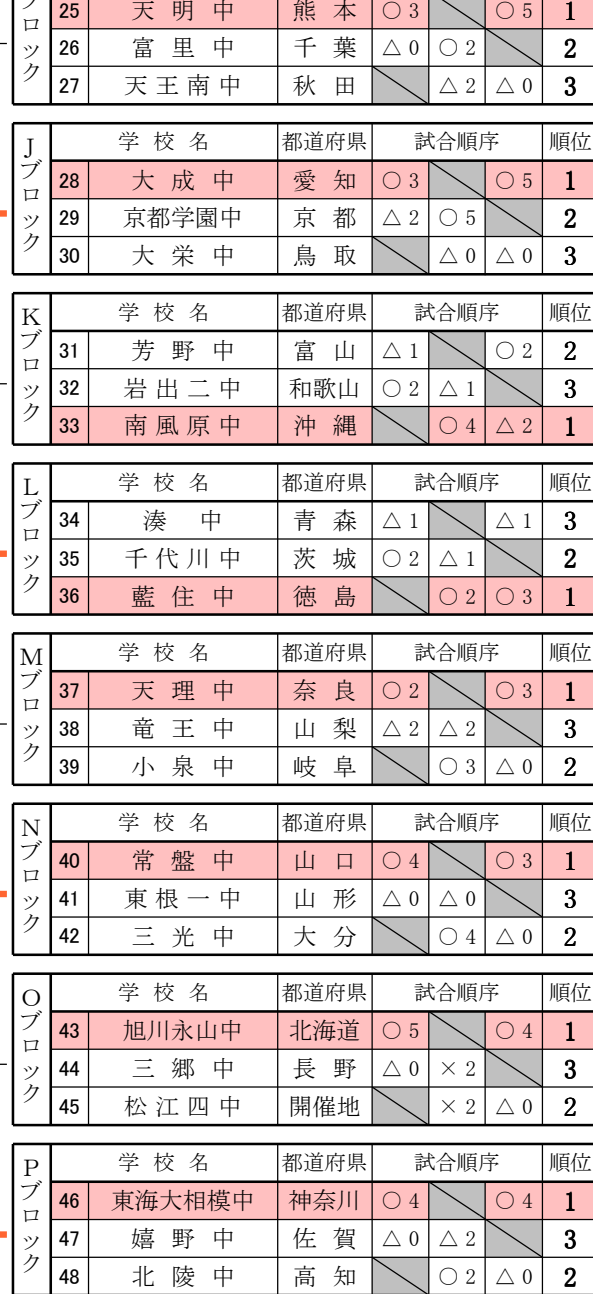 ブロック
25 天明中 熊本 ○3 ○5 1
26 富里中 千葉 △0 ○2 2
27 天王南中 秋田 △2 △0 3
Jブロック 学校名 都道府県 試合順序 順位
28 大成中 愛知 ○3 ○5 1
29 京都学園中 京都 △2 ○5 2
30 大栄中 鳥取 △0 △0 3
Kブロック 学校名 都道府県 試合順序 順位
31 芳野中 富山 △1 ○2 2
32 岩出二中 和歌山 ○2 △1 3
33 南風原中 沖縄 ○4 △2 1
Lブロック 学校名 都道府県 試合順序 順位
34 湊中 青森 △1 △1 3
35 千代川中 茨城 ○2 △1 2
36 藍住中 徳島 ○2 ○3 1
Mブロック 学校名 都道府県 試合順序 順位
37 天理中 奈良 ○2 ○3 1
38 竜王中 山梨 △2 △2 3
39 小泉中 岐阜 ○3 △0 2
Nブロック 学校名 都道府県 試合順序 順位
40 常盤中 山口 ○4 ○3 1
41 東根一中 山形 △0 △0 3
42 三光中 大分 ○4 △0 2
Oブロック 学校名 都道府県 試合順序 順位
43 旭川永山中 北海道 ○5 ○4 1
44 三郷中 長野 △0 ×2 3
45 松江四中 開催地 ×2 △0 2
Pブロック 学校名 都道府県 試合順序 順位
46 東海大相模中 神奈川 ○4 ○4 1
47 嬉野中 佐賀 △0 △2 3
48 北陵中 高知 ○2 △0 2